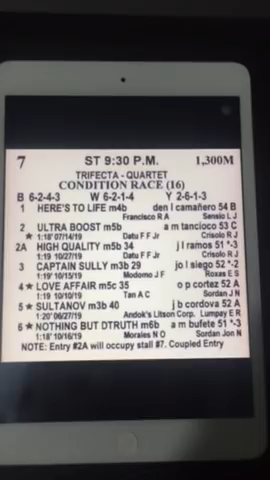 7 ST 9:30 P.M. 1,300M
TRIFECTA - QUARTET
CONDITION RACE (16)
B 6-2-4-3 W 6-2-1-4 Y 2-6-1-3
1 HERE'S TO LIFE m4b den l camañero 54 B
Francisco R A Sansio L J
2 ULTRA BOOST m5b a m tancioco 53 C
★ 1:18' 07/14/19 Datu F F Jr Crisolo R J
2A HIGH QUALITY m5b 34 j l ramos 51 *-3
1:19 10/27/19 Datu F F Jr Crisolo R J
3 CAPTAIN SULLY m3b 29 jo l siego 52 *-2
1:19' 10/15/19 Modomo J F Roxas E S
4 ★ LOVE AFFAIR m5c 35 o p cortez 52 A
1:19 10/10/19 Tan A C Sordan J N
5 ★ SULTANOV m3b 40 j b cordova 52 A
1:20' 06/27/19 Andok's Litson Corp. Lumpay E R
6 ★ NOTHING BUT DTRUTH m6b a m bufete 51 *-3
1:18' 10/16/19 Morales N O Sordan Jon N
NOTE: Entry #2A will occupy stall #7. Coupled Entry